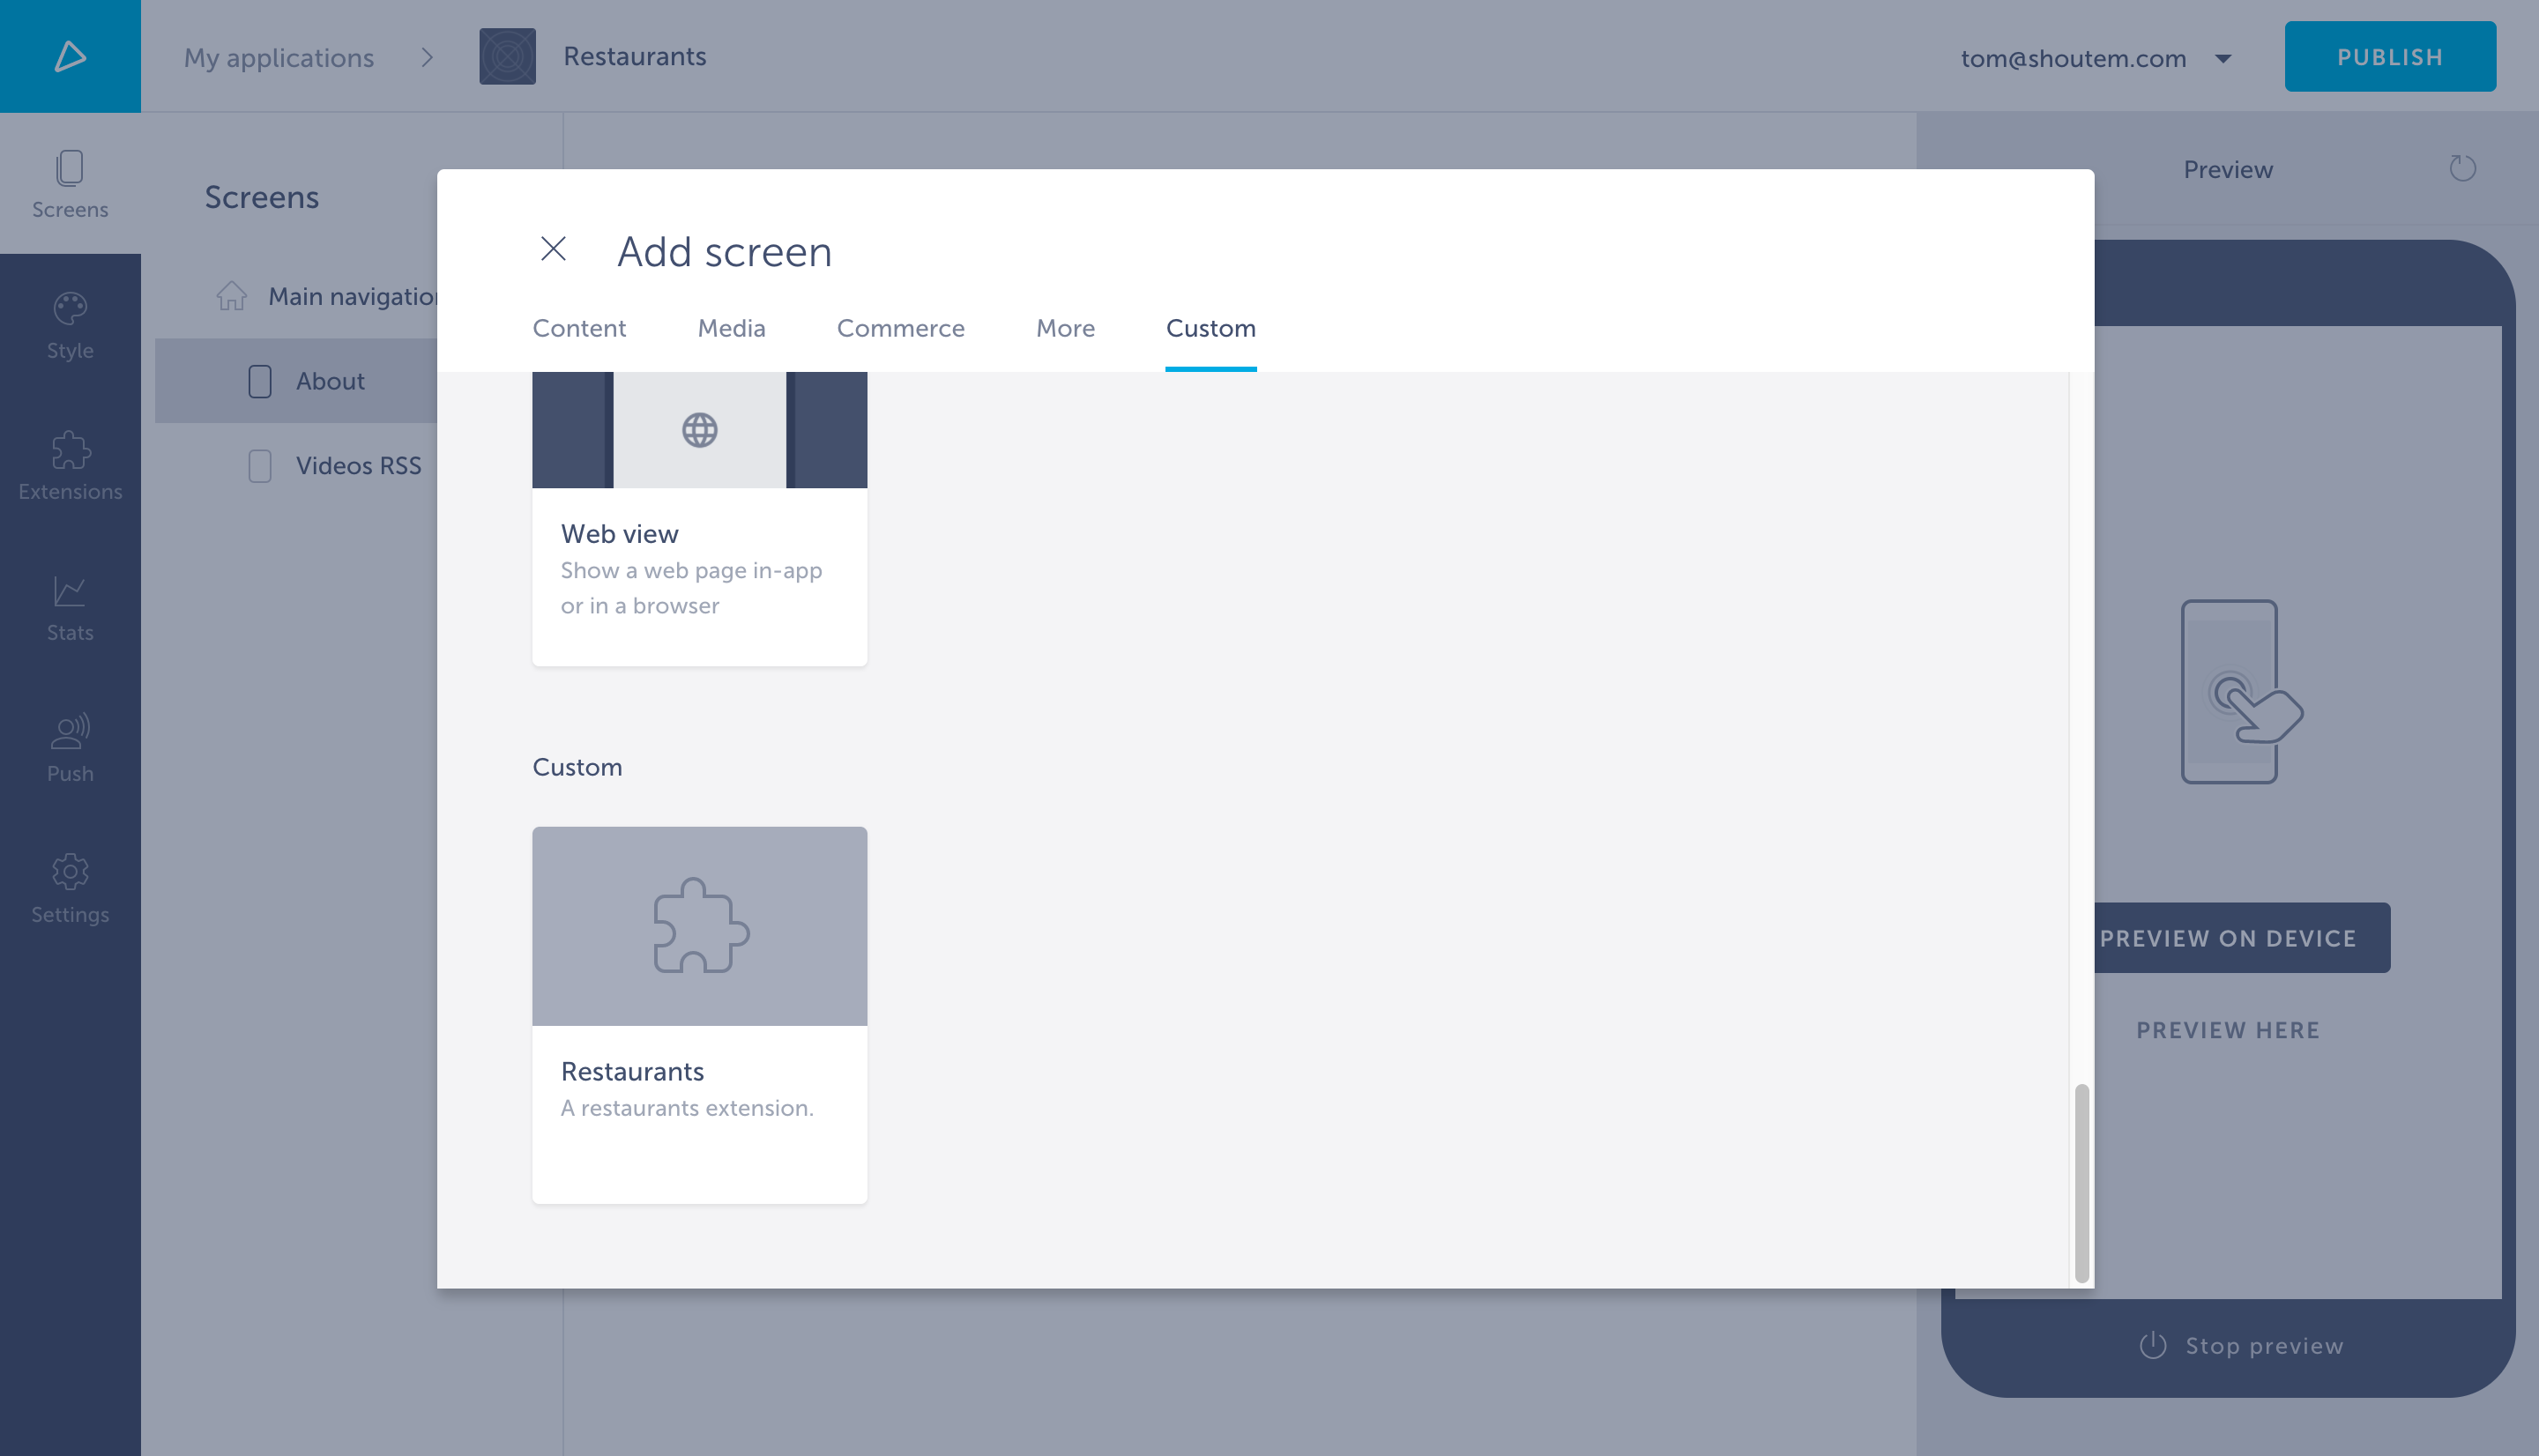 My applications
Restaurants
tom@shoutem.com
PUBLISH
Screens
Style
Extensions
Stats
Push
Settings
Screens
Main navigation
About
Videos RSS
Add screen
Content
Media
Commerce
More
Custom
Web view
Show a web page in-app
or in a browser
Custom
Restaurants
A restaurants extension.
Preview
PREVIEW ON DEVICE
PREVIEW HERE
Stop preview